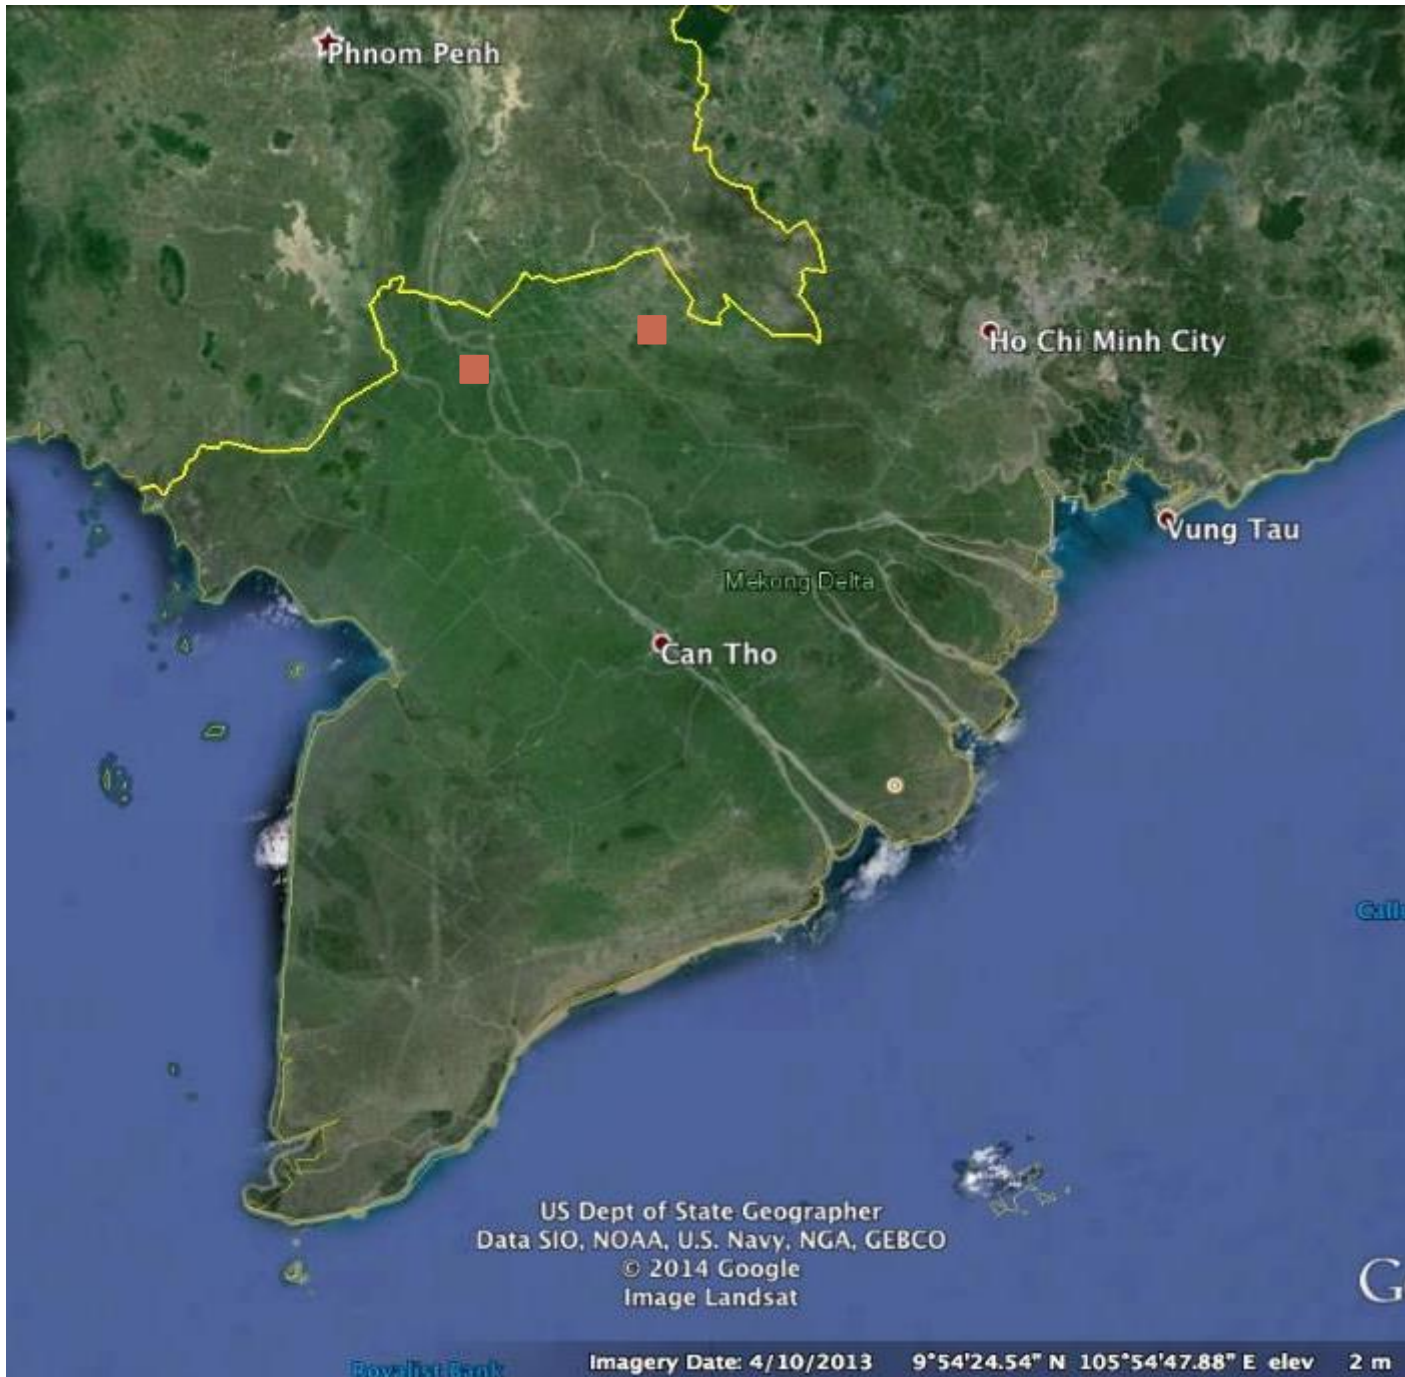 Phnom Penh
Ho Chi Minh City
Vung Tau
Mekong Delta
Can Tho
US Dept of State Geographer
Data SIO, NOAA, U.S. Navy, NGA, GEBCO
© 2014 Google
Image Landsat
G
Royalist Bank
Imagery Date: 4/10/2013 9°54'24.54" N 105°54'47.88" E elev 2 m